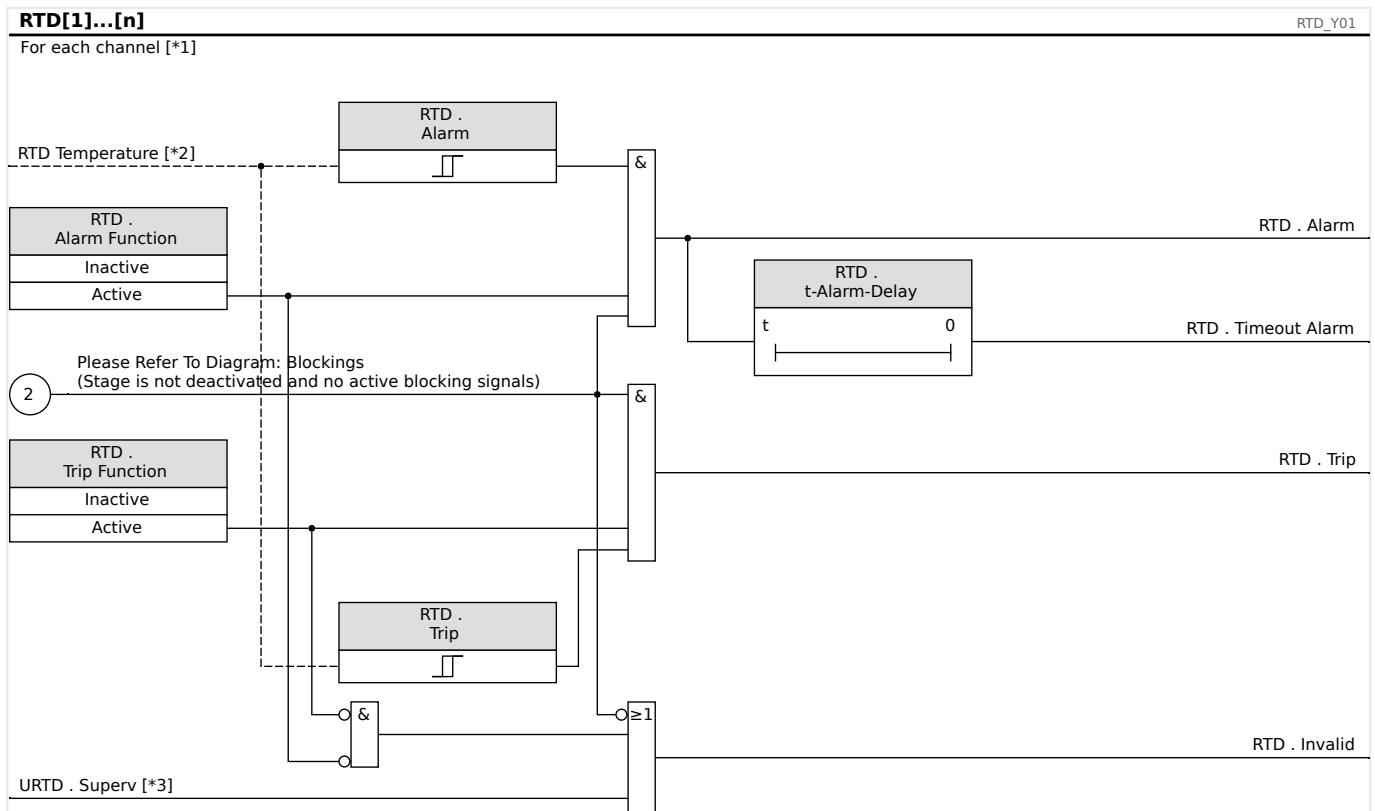 RTD[1]...[n]
RTD_Y01
For each channel [*1]
RTD .
Alarm
RTD Temperature [*2]
&
RTD .
Alarm Function
Inactive
Active
RTD . Alarm
RTD .
t-Alarm-Delay
t 0
RTD . Timeout Alarm
Please Refer To Diagram: Blockings
(Stage is not deactivated and no active blocking signals)
2
&
RTD .
Trip Function
Inactive
Active
RTD . Trip
RTD .
Trip
&
≥1
RTD . Invalid
URTD . Superv [*3]